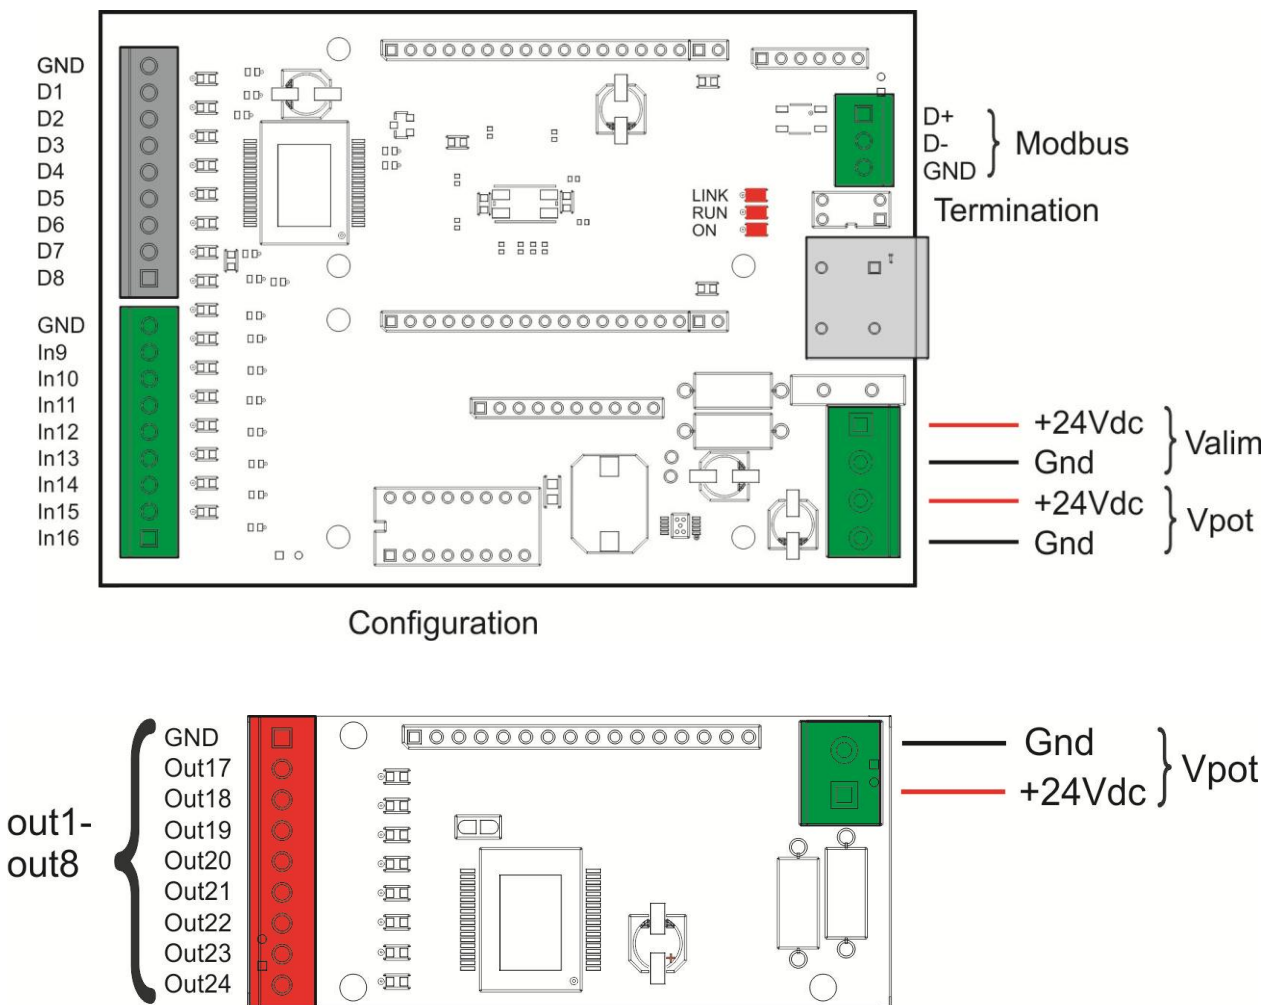 GND
D1
D2
D3
D4
D5
D6
D7
D8
GND
In9
In10
In11
In12
In13
In14
In15
In16
LINK
RUN
ON
D+
D-
GND
Modbus
Termination
+24Vdc
Gnd
Valim
+24Vdc
Gnd
Vpot
Configuration
out1-
out8
GND
Out17
Out18
Out19
Out20
Out21
Out22
Out23
Out24
Gnd
+24Vdc
Vpot